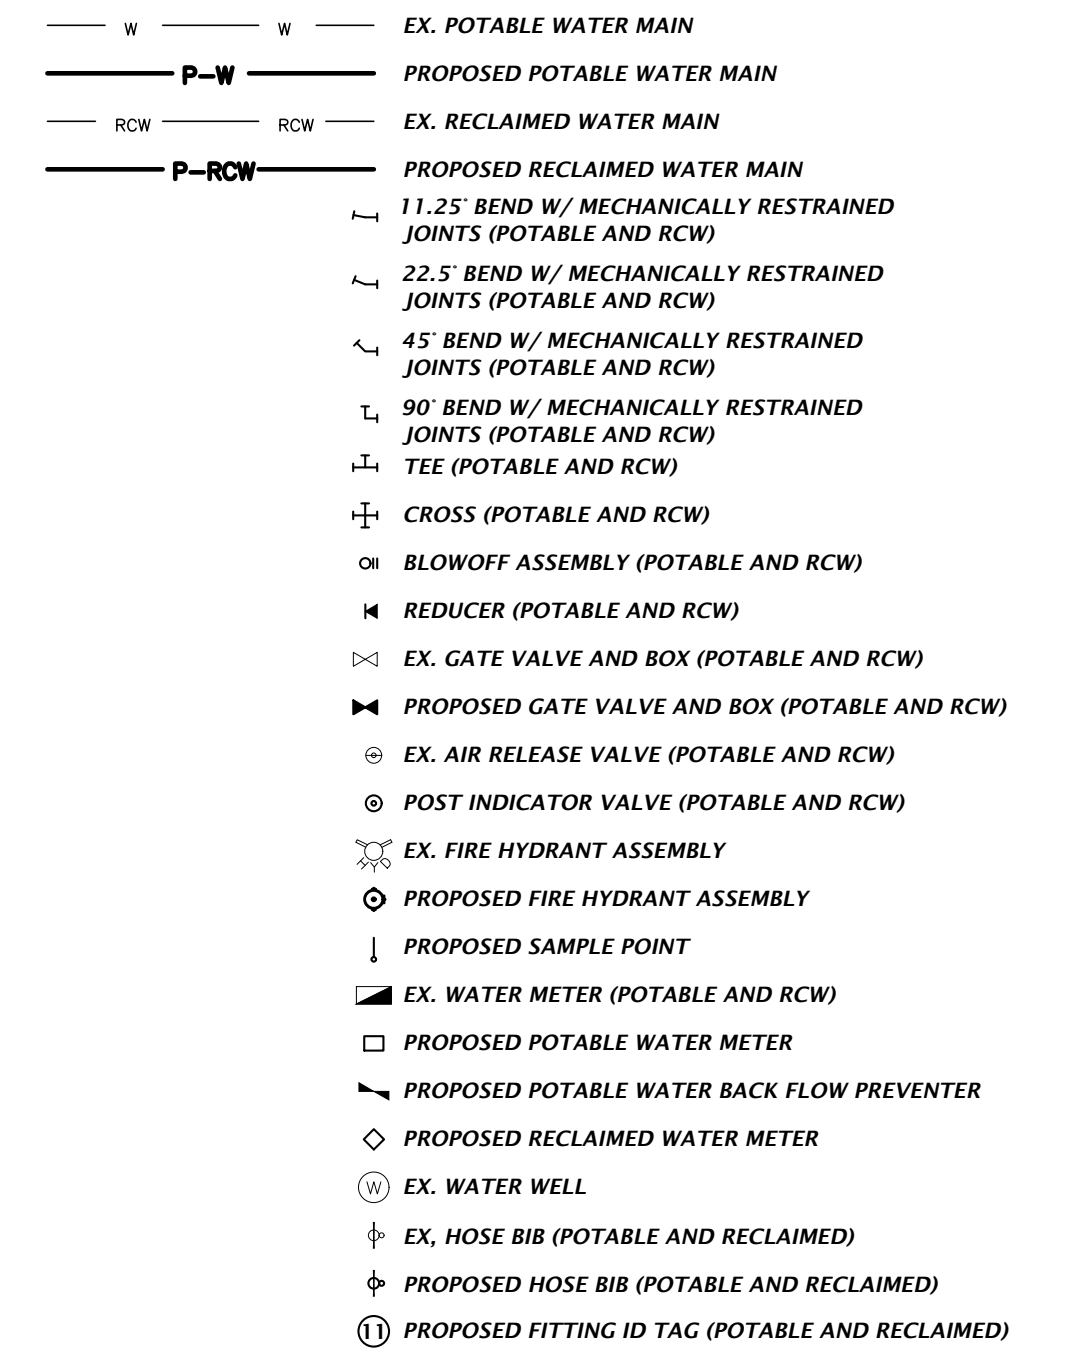 W W EX. POTABLE WATER MAIN
P-W PROPOSED POTABLE WATER MAIN
RCW RCW EX. RECLAIMED WATER MAIN
P-RCW PROPOSED RECLAIMED WATER MAIN
11.25° BEND W/ MECHANICALLY RESTRAINED
JOINTS (POTABLE AND RCW)
22.5° BEND W/ MECHANICALLY RESTRAINED
JOINTS (POTABLE AND RCW)
45° BEND W/ MECHANICALLY RESTRAINED
JOINTS (POTABLE AND RCW)
90° BEND W/ MECHANICALLY RESTRAINED
JOINTS (POTABLE AND RCW)
TEE (POTABLE AND RCW)
CROSS (POTABLE AND RCW)
BLOWOFF ASSEMBLY (POTABLE AND RCW)
REDUCER (POTABLE AND RCW)
EX. GATE VALVE AND BOX (POTABLE AND RCW)
PROPOSED GATE VALVE AND BOX (POTABLE AND RCW)
EX. AIR RELEASE VALVE (POTABLE AND RCW)
POST INDICATOR VALVE (POTABLE AND RCW)
HYD EX. FIRE HYDRANT ASSEMBLY
PROPOSED FIRE HYDRANT ASSEMBLY
PROPOSED SAMPLE POINT
EX. WATER METER (POTABLE AND RCW)
PROPOSED POTABLE WATER METER
PROPOSED POTABLE WATER BACK FLOW PREVENTER
PROPOSED RECLAIMED WATER METER
W EX. WATER WELL
EX, HOSE BIB (POTABLE AND RECLAIMED)
PROPOSED HOSE BIB (POTABLE AND RECLAIMED)
11 PROPOSED FITTING ID TAG (POTABLE AND RECLAIMED)